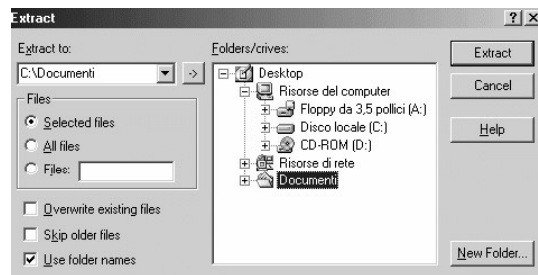 Extract
Extract to:
C:\Documenti
->
Files
Selected files
All files
Files:
Overwrite existing files
Skip older files
Use folder names
Folders/crives:
Desktop
Risorse del computer
Floppy da 3,5 pollici (A:)
Disco locale (C:)
CD-ROM (D:)
Risorse di rete
Documenti
Extract
Cancel
Help
New Folder...